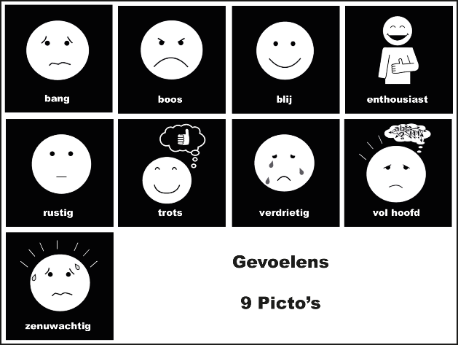 bang
boos
blij
enthousiast
rustig
trots
verdrietig
vol hoofd
zenuwachtig
Gevoelens
9 Picto's